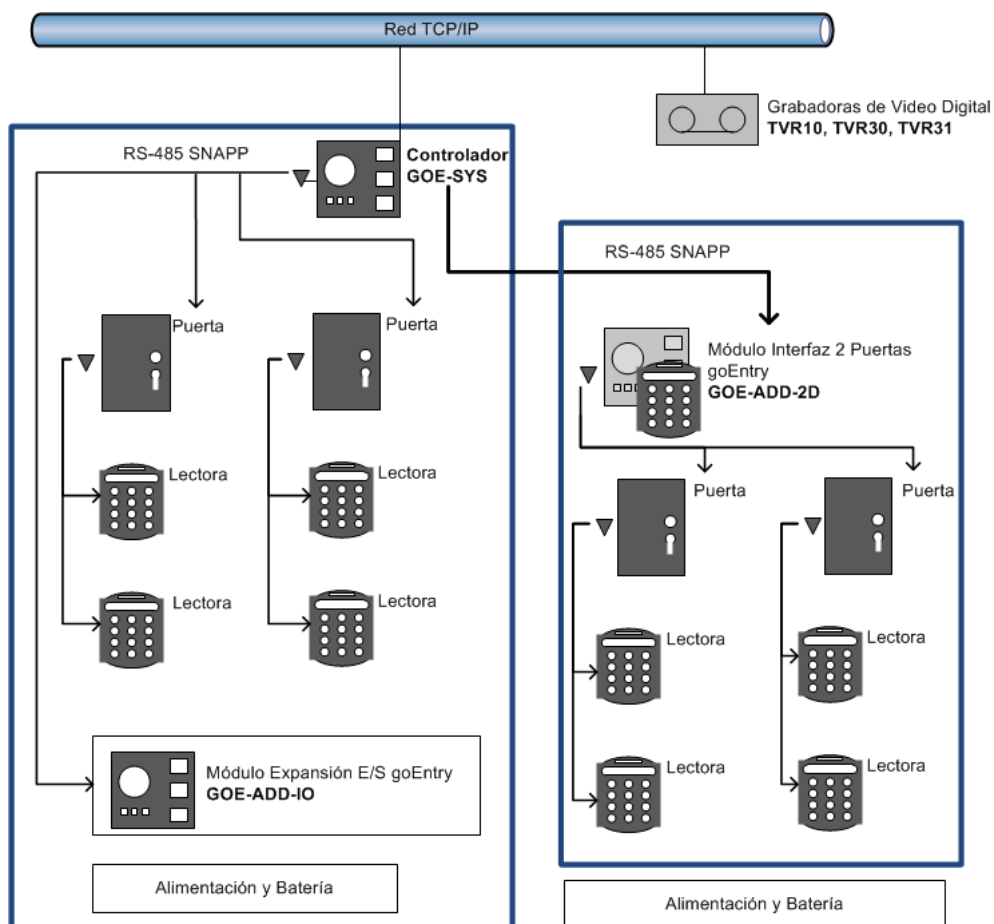 Red TCP/IP
Grabadoras de Video Digital
TVR10, TVR30, TVR31
RS-485 SNAPP
Controlador
GOE-SYS
RS-485 SNAPP
Puerta
Puerta
Módulo Interfaz 2 Puertas
goEntry
GOE-ADD-2D
Lectora
Lectora
Puerta
Puerta
Lectora
Lectora
Lectora
Lectora
Módulo Expansión E/S goEntry
GOE-ADD-IO
Lectora
Lectora
Alimentación y Batería
Alimentación y Batería